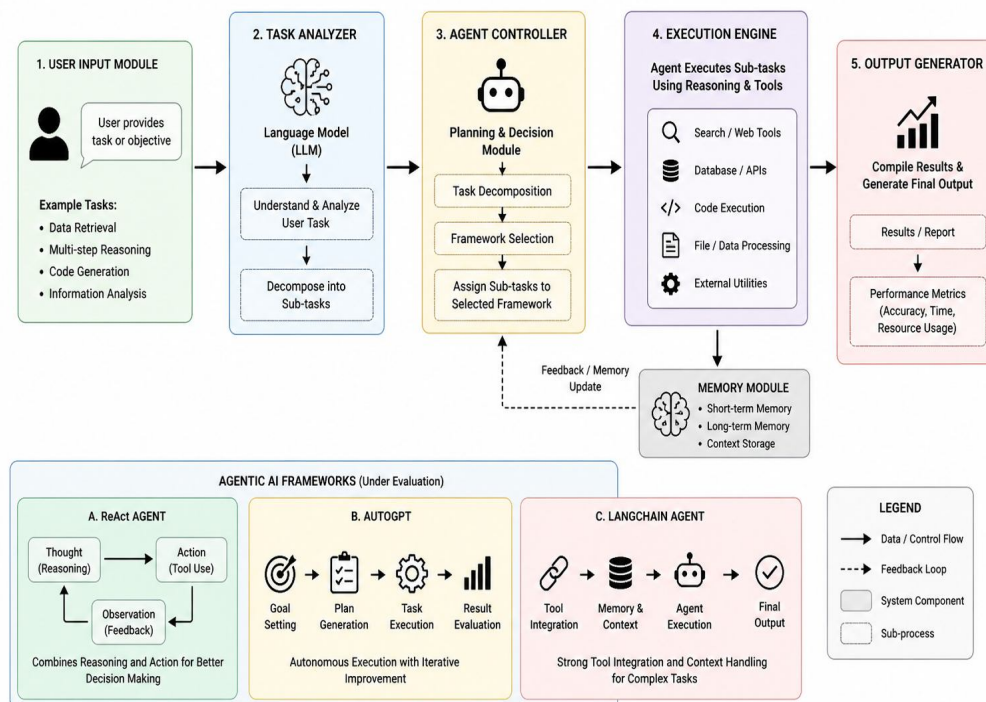 1. USER INPUT MODULE
User provides
task or objective
Example Tasks:
• Data Retrieval
• Multi-step Reasoning
• Code Generation
• Information Analysis
2. TASK ANALYZER
Language Model
(LLM)
Understand & Analyze
User Task
Decompose into
Sub-tasks
3. AGENT CONTROLLER
Planning & Decision
Module
Task Decomposition
Framework Selection
Assign Sub-tasks to
Selected Framework
4. EXECUTION ENGINE
Agent Executes Sub-tasks
Using Reasoning & Tools
Search / Web Tools
Database / APIs
</> Code Execution
File / Data Processing
External Utilities
5. OUTPUT GENERATOR
Compile Results &
Generate Final Output
Results / Report
Performance Metrics
(Accuracy, Time,
Resource Usage)
Feedback / Memory
Update
MEMORY MODULE
• Short-term Memory
• Long-term Memory
• Context Storage
AGENTIC AI FRAMEWORKS (Under Evaluation)
A. ReAct AGENT
Thought
(Reasoning)
Action
(Tool Use)
Observation
(Feedback)
Combines Reasoning and Action for Better
Decision Making
B. AUTOGPT
Goal
Setting
Plan
Generation
Task
Execution
Result
Evaluation
Autonomous Execution with Iterative
Improvement
C. LANGCHAIN AGENT
Tool
Integration
Memory &
Context
Agent
Execution
Final
Output
Strong Tool Integration and Context Handling
for Complex Tasks
LEGEND
Data / Control Flow
Feedback Loop
System Component
Sub-process